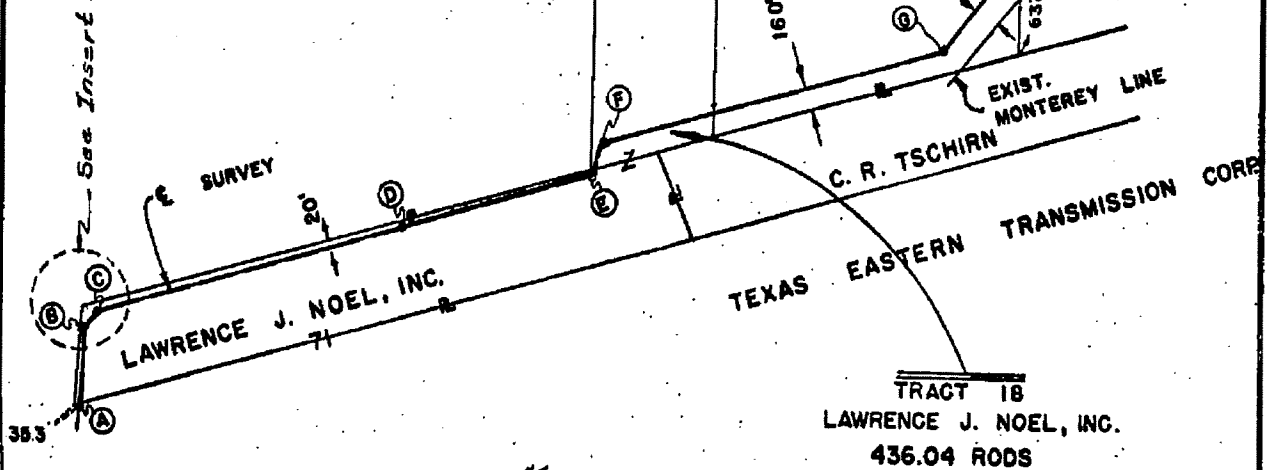 See Insert
160'
G
EXIST.
MONTEREY LINE
F
C. R. TSCHIRN
℄ SURVEY
D
20'
E
TEXAS EASTERN TRANSMISSION CORP.
C
B
LAWRENCE J. NOEL, INC.
71
A
35.3
TRACT 18
LAWRENCE J. NOEL, INC.
436.04 RODS